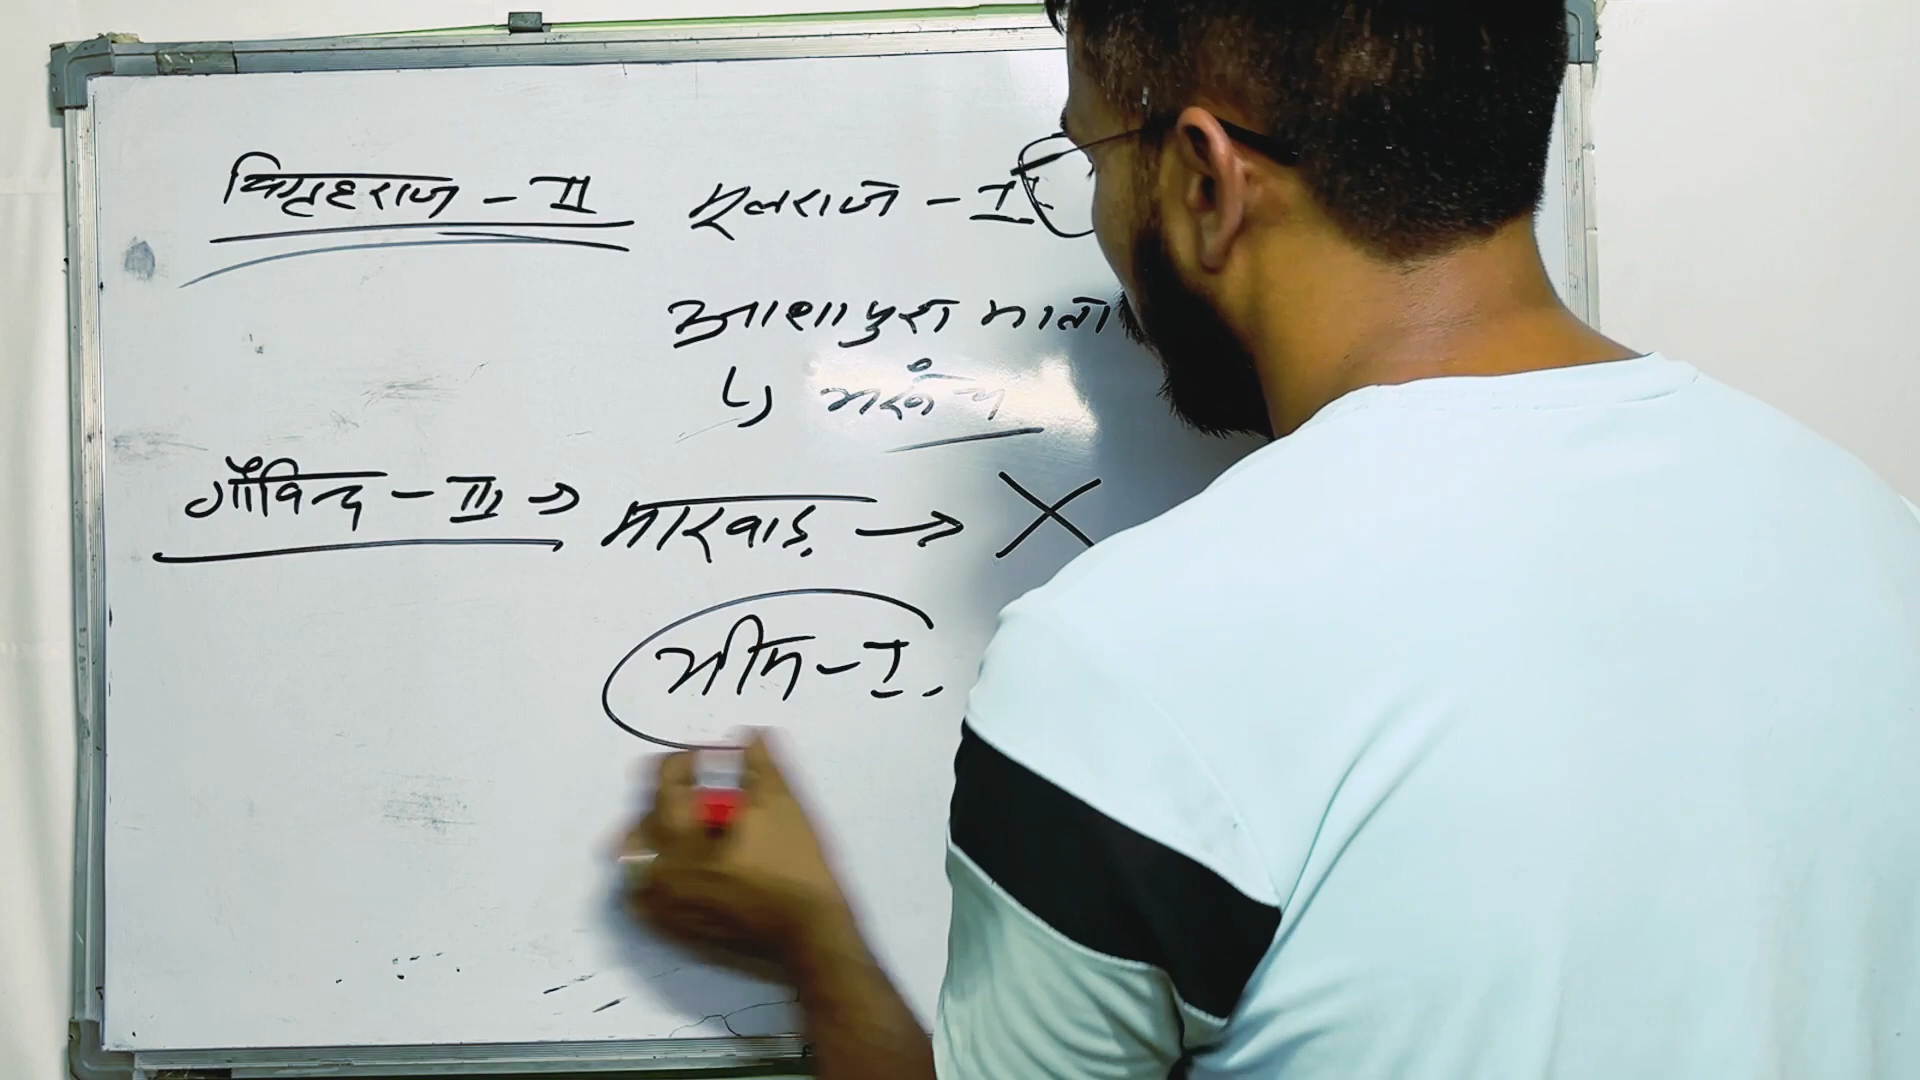 विग्रहराज - II मूलराज - I
आशापुरा माता
↳ भरूच
गोविन्द - III → मारवाड़ → X
भीम - I.